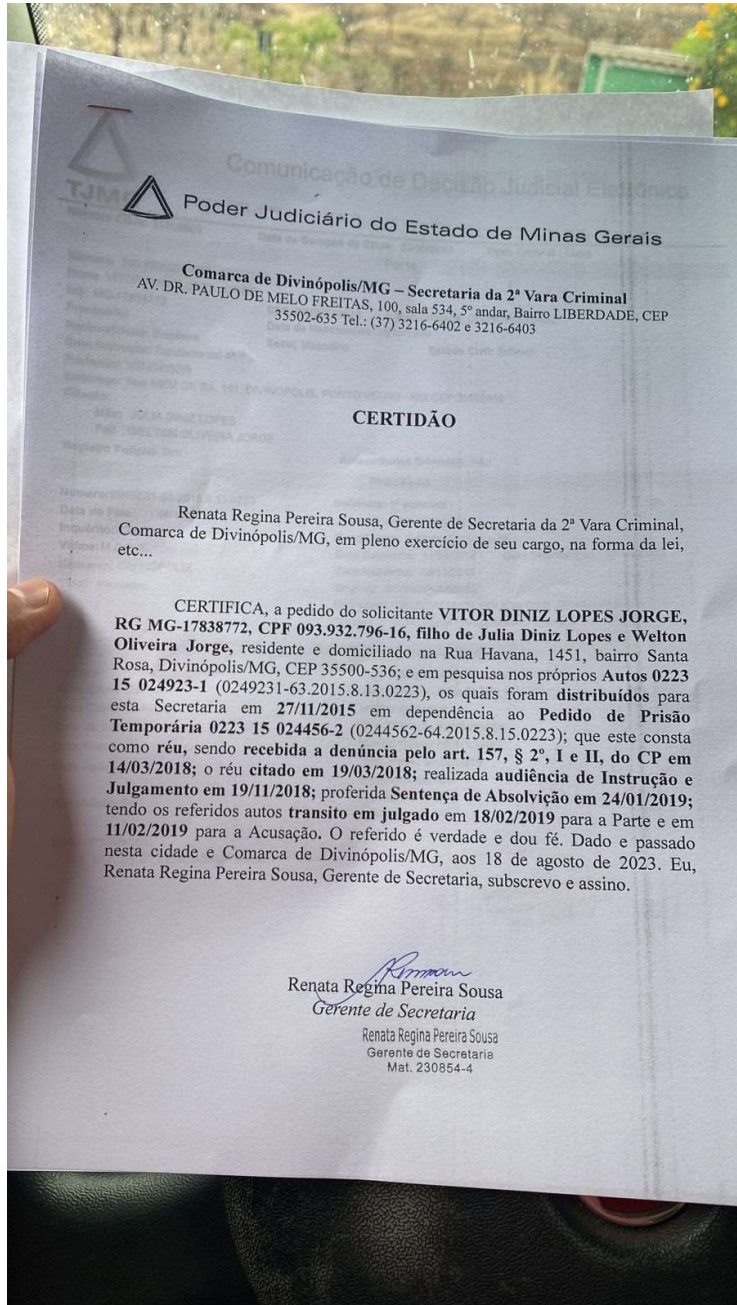 Comunicação de Decisão Judicial Eletrônica
TJM
Poder Judiciário do Estado de Minas Gerais
Comarca de Divinópolis/MG – Secretaria da 2ª Vara Criminal
AV. DR. PAULO DE MELO FREITAS, 100, sala 534, 5º andar, Bairro LIBERDADE, CEP
35502-635 Tel.: (37) 3216-6402 e 3216-6403
CERTIDÃO
Renata Regina Pereira Sousa, Gerente de Secretaria da 2ª Vara Criminal,
Comarca de Divinópolis/MG, em pleno exercício de seu cargo, na forma da lei,
etc...
CERTIFICA, a pedido do solicitante VITOR DINIZ LOPES JORGE,
RG MG-17838772, CPF 093.932.796-16, filho de Julia Diniz Lopes e Welton
Oliveira Jorge, residente e domiciliado na Rua Havana, 1451, bairro Santa
Rosa, Divinópolis/MG, CEP 35500-536; e em pesquisa nos próprios Autos 0223
15 024923-1 (0249231-63.2015.8.13.0223), os quais foram distribuídos para
esta Secretaria em 27/11/2015 em dependência ao Pedido de Prisão
Temporária 0223 15 024456-2 (0244562-64.2015.8.15.0223); que este consta
como réu, sendo recebida a denúncia pelo art. 157, § 2º, I e II, do CP em
14/03/2018; o réu citado em 19/03/2018; realizada audiência de Instrução e
Julgamento em 19/11/2018; proferida Sentença de Absolvição em 24/01/2019;
tendo os referidos autos transito em julgado em 18/02/2019 para a Parte e em
11/02/2019 para a Acusação. O referido é verdade e dou fé. Dado e passado
nesta cidade e Comarca de Divinópolis/MG, aos 18 de agosto de 2023. Eu,
Renata Regina Pereira Sousa, Gerente de Secretaria, subscrevo e assino.
Renata Regina Pereira Sousa
Gerente de Secretaria
Renata Regina Pereira Sousa
Gerente de Secretaria
Mat. 230854-4